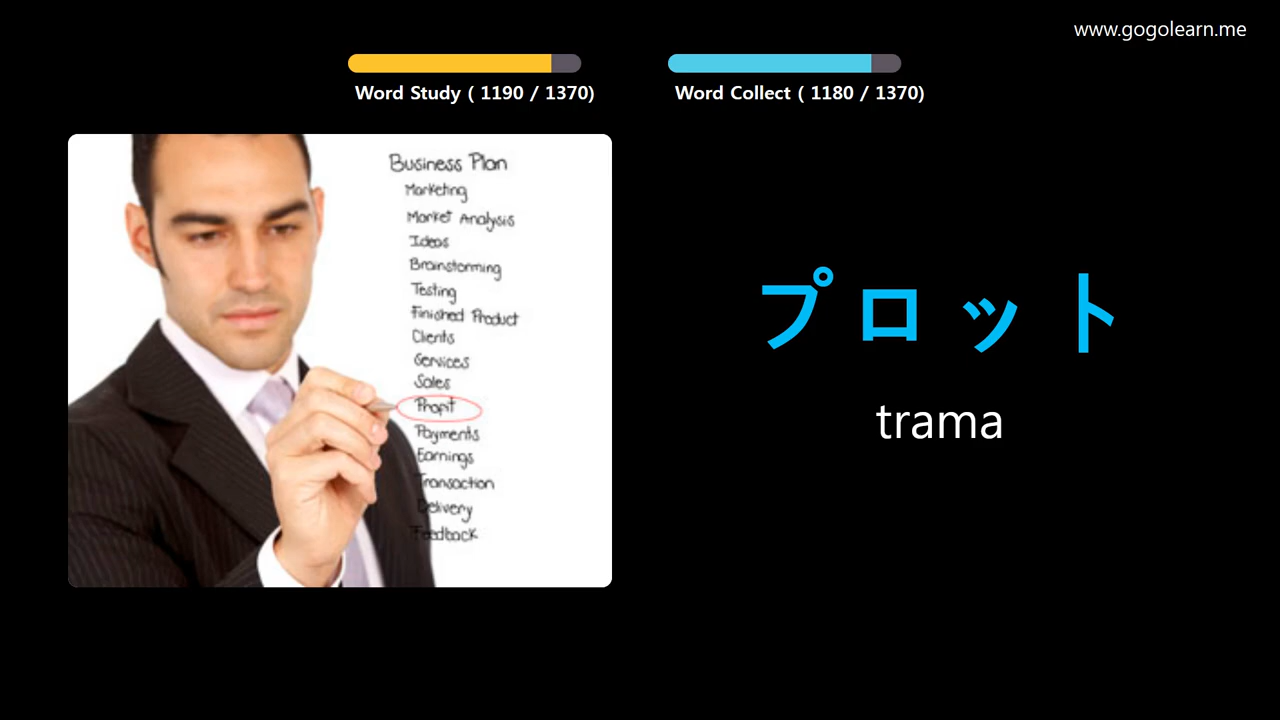 www.gogolearn.me
Word Study ( 1190 / 1370)
Word Collect ( 1180 / 1370)
Business Plan
Marketing
Market Analysis
Ideas
Brainstorming
Testing
Finished Product
Clients
Services
Sales
Profit
Payments
Earnings
Transaction
Delivery
Feedback
プロット
trama